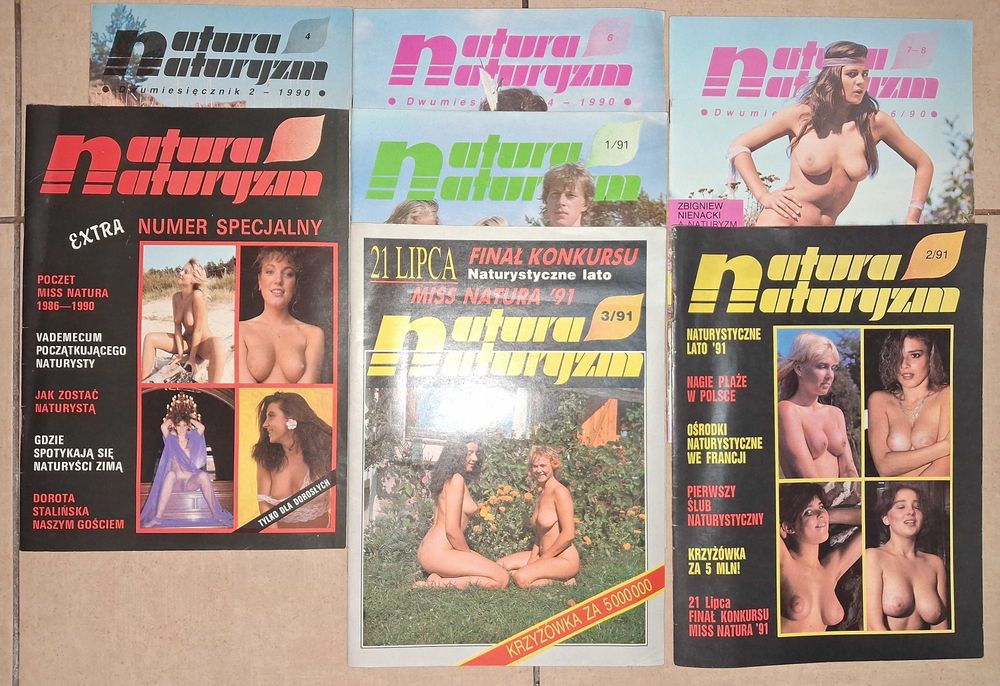 natura
naturyzm
4
• Dwumiesięcznik 2 – 1990 •
natura
naturyzm
6
• Dwumies 4 – 1990 •
natura
naturyzm
7–8
• Dwumi 6/90 •
ZBIGNIEW
NIENACKI
A NATURYZM
natura
naturyzm
1/91
natura
naturyzm
EXTRA
NUMER SPECJALNY
POCZET
MISS NATURA
1986—1990
VADEMECUM
POCZĄTKUJĄCEGO
NATURYSTY
JAK ZOSTAĆ
NATURYSTĄ
GDZIE
SPOTYKAJĄ SIĘ
NATURYŚCI ZIMĄ
DOROTA
STALIŃSKA
NASZYM GOŚCIEM
TYLKO DLA DOROSŁYCH
21 LIPCA FINAŁ KONKURSU
Naturystyczne lato
MISS NATURA '91
natura
naturyzm
3/91
KRZYŻÓWKA ZA 5000000
natura
naturyzm
2/91
NATURYSTYCZNE
LATO '91
NAGIE PLAŻE
W POLSCE
OŚRODKI
NATURYSTYCZNE
WE FRANCJI
PIERWSZY
ŚLUB
NATURYSTYCZNY
KRZYŻÓWKA
ZA 5 MLN!
21 Lipca
FINAŁ KONKURSU
MISS NATURA '91